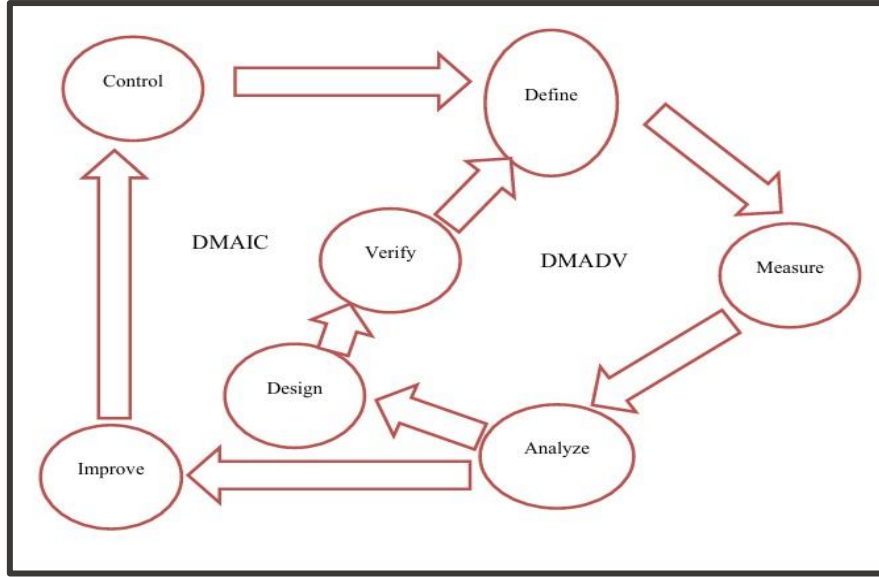 Control
Define
DMAIC
Verify
DMADV
Measure
Design
Analyze
Improve